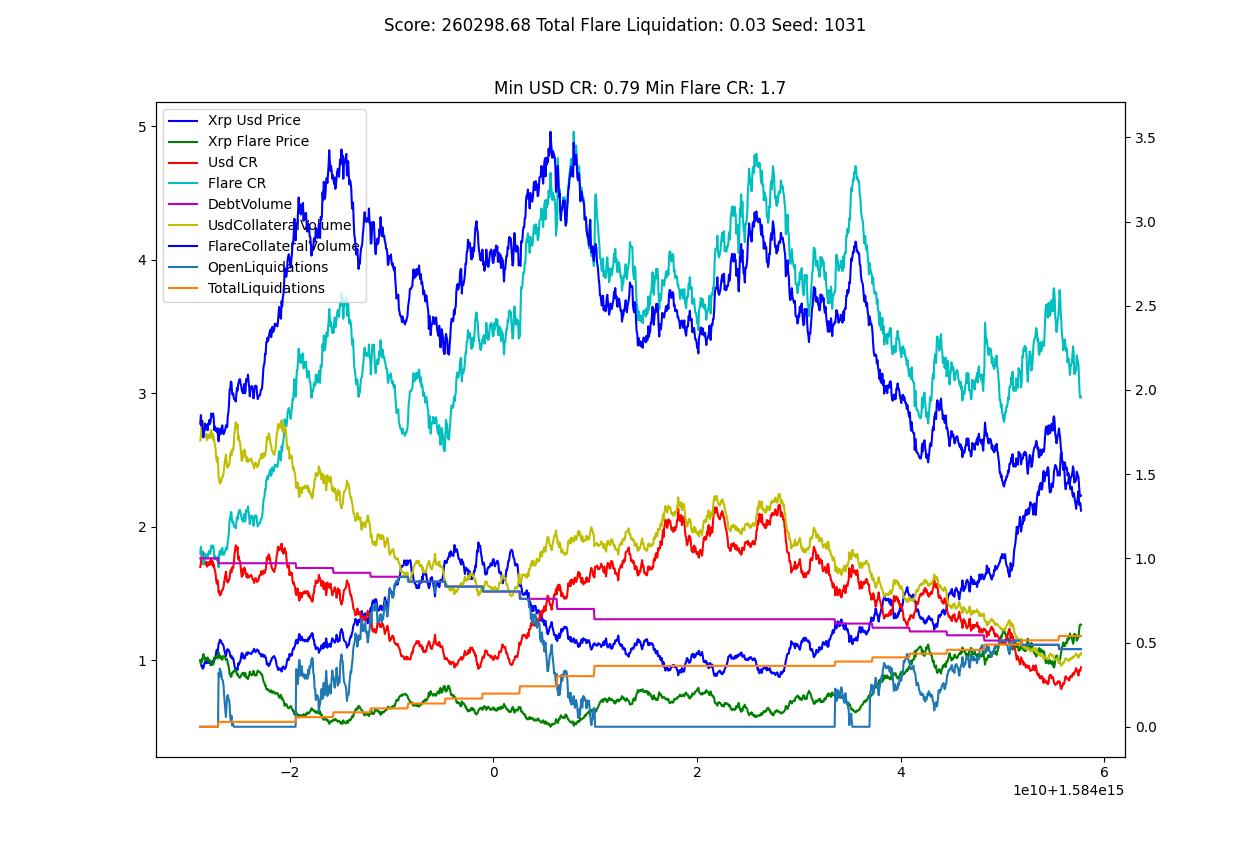 Score: 260298.68 Total Flare Liquidation: 0.03 Seed: 1031
Min USD CR: 0.79 Min Flare CR: 1.7
Xrp Usd Price
Xrp Flare Price
Usd CR
Flare CR
DebtVolume
UsdCollateralVolume
FlareCollateralVolume
OpenLiquidations
TotalLiquidations
5
4
3
2
1
3.5
3.0
2.5
2.0
1.5
1.0
0.5
0.0
−2
0
2
4
6
1e10+1.584e15